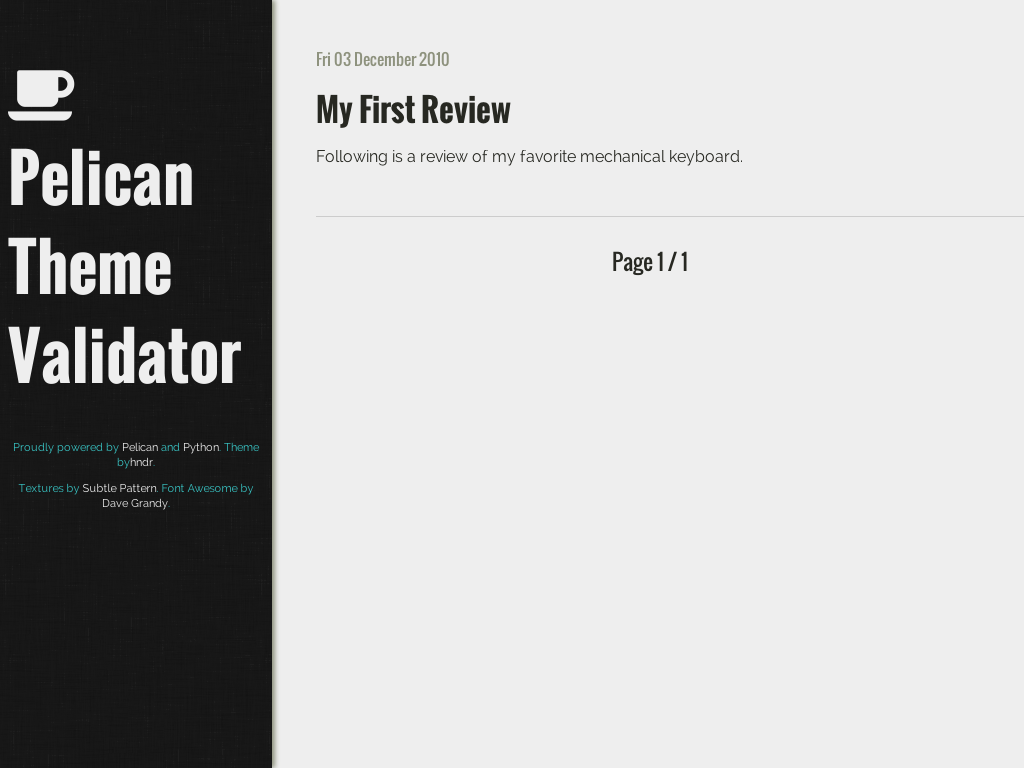 Pelican
Theme
Validator
Proudly powered by Pelican and Python. Theme
byhndr.
Textures by Subtle Pattern. Font Awesome by
Dave Grandy.
Fri 03 December 2010
My First Review
Following is a review of my favorite mechanical keyboard.
Page 1 / 1